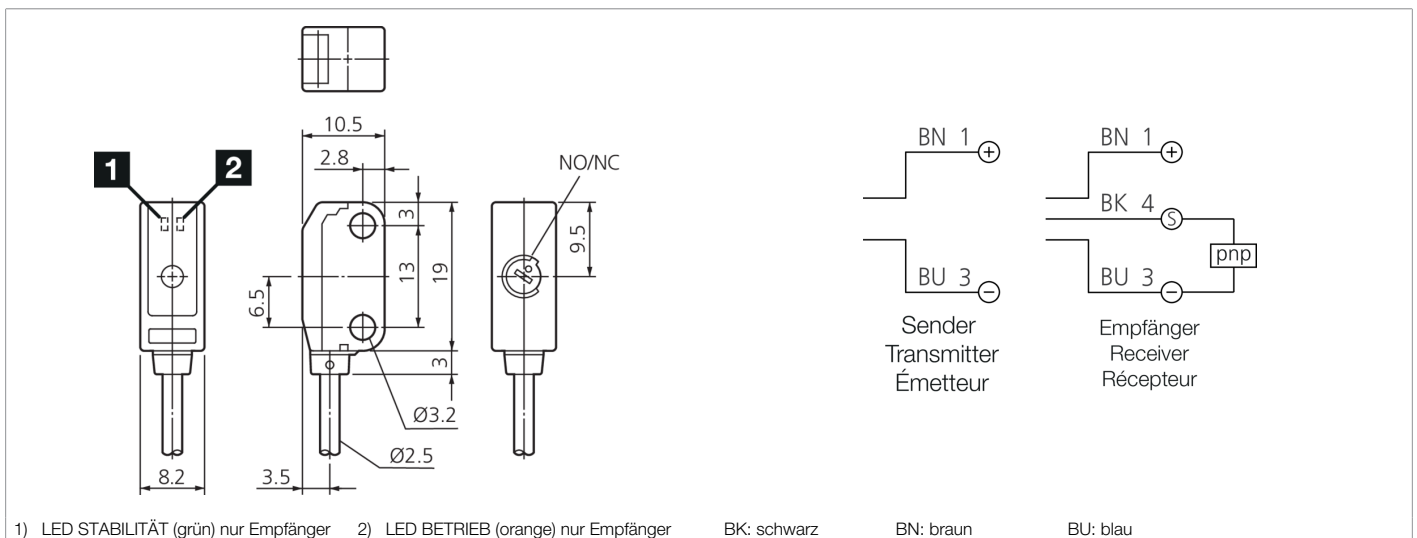 10.5
2.8
1
2
NO/NC
3
9.5
13
19
6.5
3
Ø3.2
Ø2.5
8.2
3.5
BN 1
+
BU 3
−
Sender
Transmitter
Émetteur
BN 1
+
BK 4
S
pnp
BU 3
−
Empfänger
Receiver
Récepteur
1) LED STABILITÄT (grün) nur Empfänger 2) LED BETRIEB (orange) nur Empfänger BK: schwarz BN: braun BU: blau